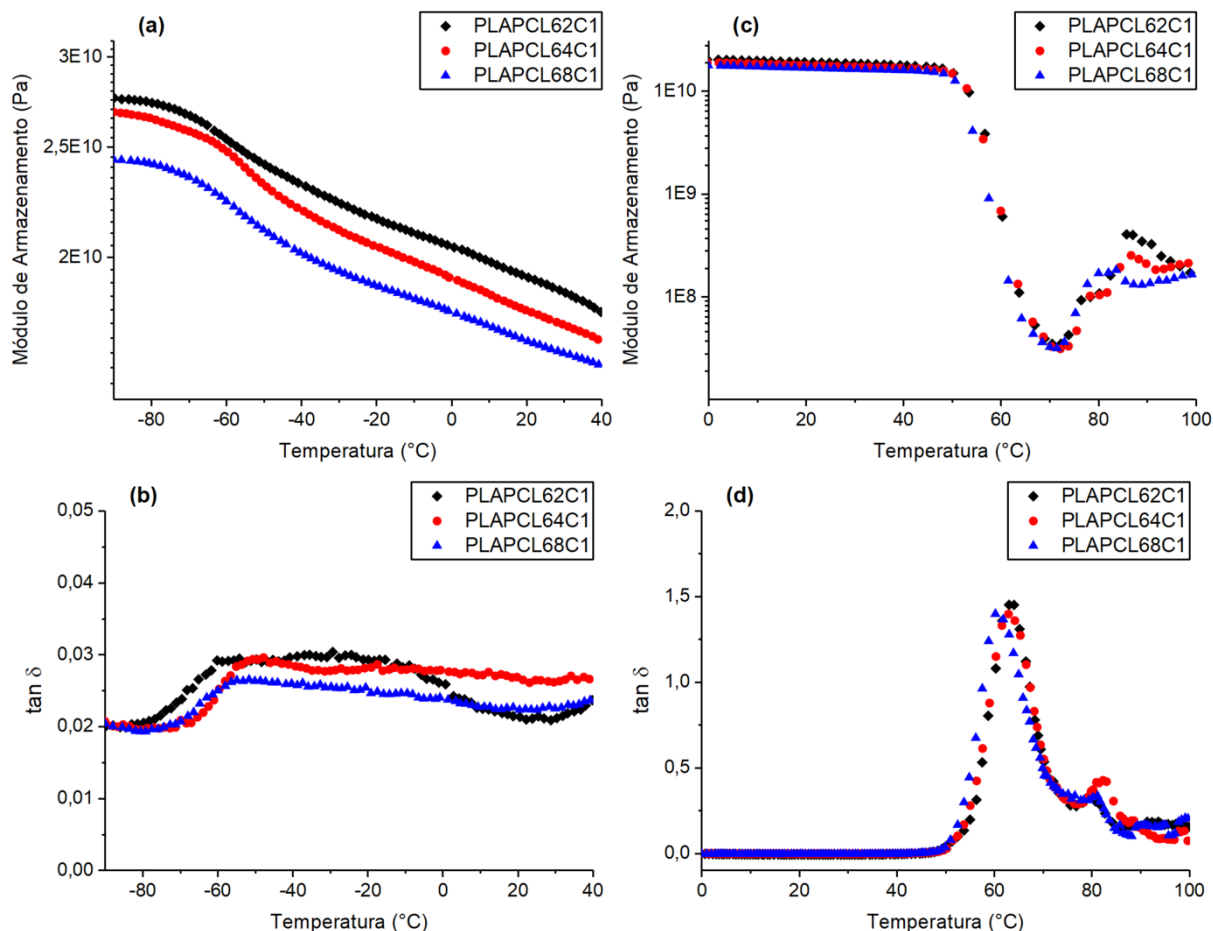 (a)
PLAPCL62C1
PLAPCL64C1
PLAPCL68C1
3E10
2,5E10
2E10
Módulo de Armazenamento (Pa)
-80 -60 -40 -20 0 20 40
Temperatura (°C)
(c)
PLAPCL62C1
PLAPCL64C1
PLAPCL68C1
1E10
1E9
1E8
Módulo de Armazenamento (Pa)
0 20 40 60 80 100
Temperatura (°C)
(b)
PLAPCL62C1
PLAPCL64C1
PLAPCL68C1
0,05
0,04
0,03
0,02
0,01
0,00
tan δ
-80 -60 -40 -20 0 20 40
Temperatura (°C)
(d)
PLAPCL62C1
PLAPCL64C1
PLAPCL68C1
2,0
1,5
1,0
0,5
0,0
tan δ
0 20 40 60 80 100
Temperatura (°C)